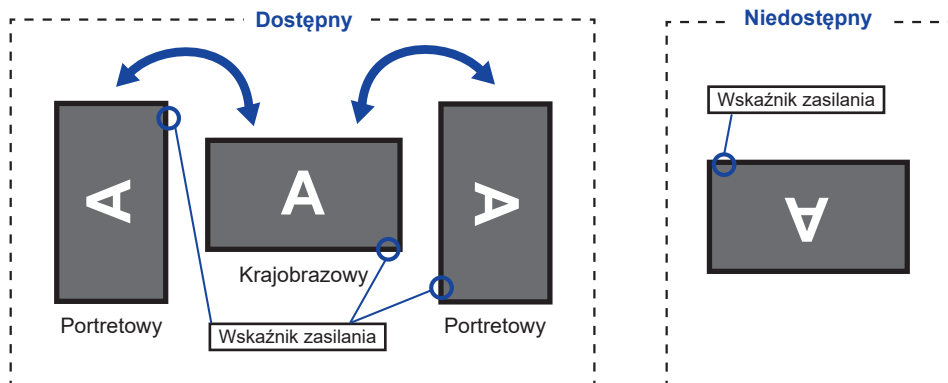 Dostępny
Niedostępny
Wskaźnik zasilania
A
A
A
A
Krajobrazowy
Portretowy
Wskaźnik zasilania
Portretowy